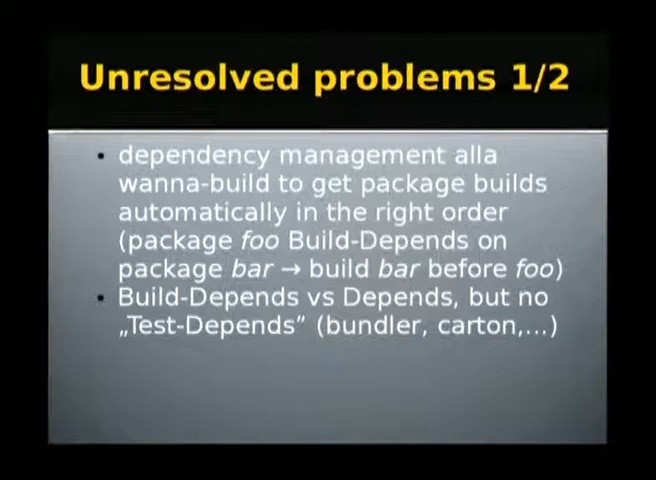 Unresolved problems 1/2
• dependency management alla
wanna-build to get package builds
automatically in the right order
(package foo Build-Depends on
package bar → build bar before foo)
• Build-Depends vs Depends, but no
„Test-Depends” (bundler, carton,...)